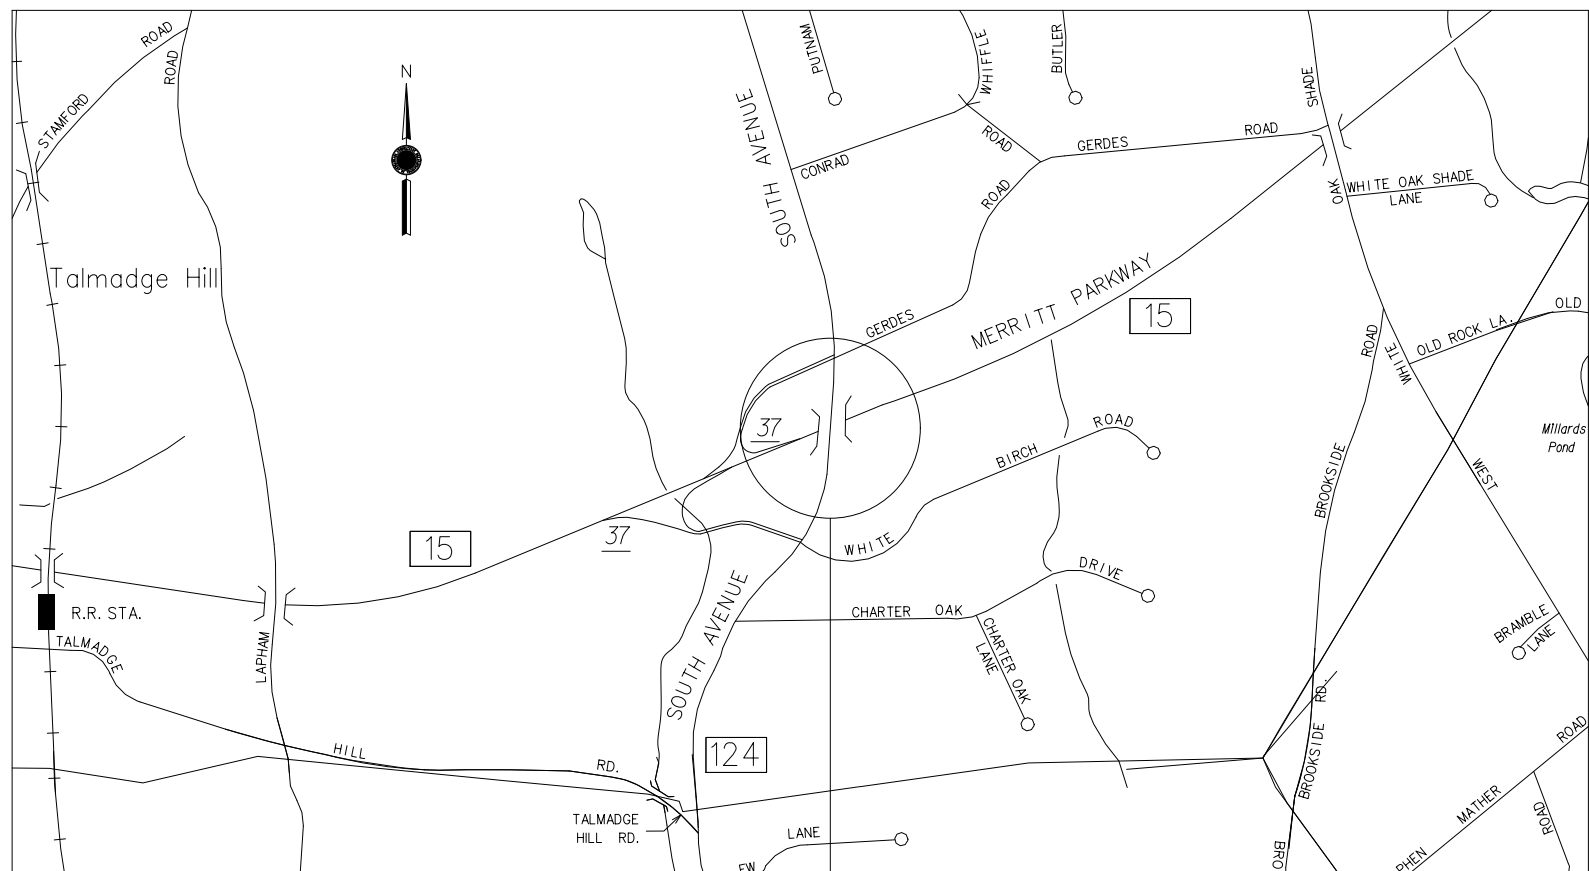 ROAD
ROAD
STAMFORD
N
PUTNAM
WHIFFLE
BUTLER
SHADE
SOUTH AVENUE
CONRAD
ROAD
GERDES
ROAD
ROAD
OAK
WHITE OAK SHADE
LANE
Talmadge Hill
MERRITT PARKWAY
15
GERDES
OLD
OLD ROCK LA.
ROAD
WHITE
37
ROAD
BIRCH
Millards
Pond
WEST
BROOKSIDE
15
37
WHITE
DRIVE
R.R. STA.
SOUTH AVENUE
CHARTER OAK
TALMADGE
LAPHAM
CHARTER OAK
LANE
BRAMBLE
LANE
HILL
RD.
124
BROOKSIDE RD.
ROAD
MATHER
TALMADGE
HILL RD.
LANE
ROAD
EW
BRO
PHEN